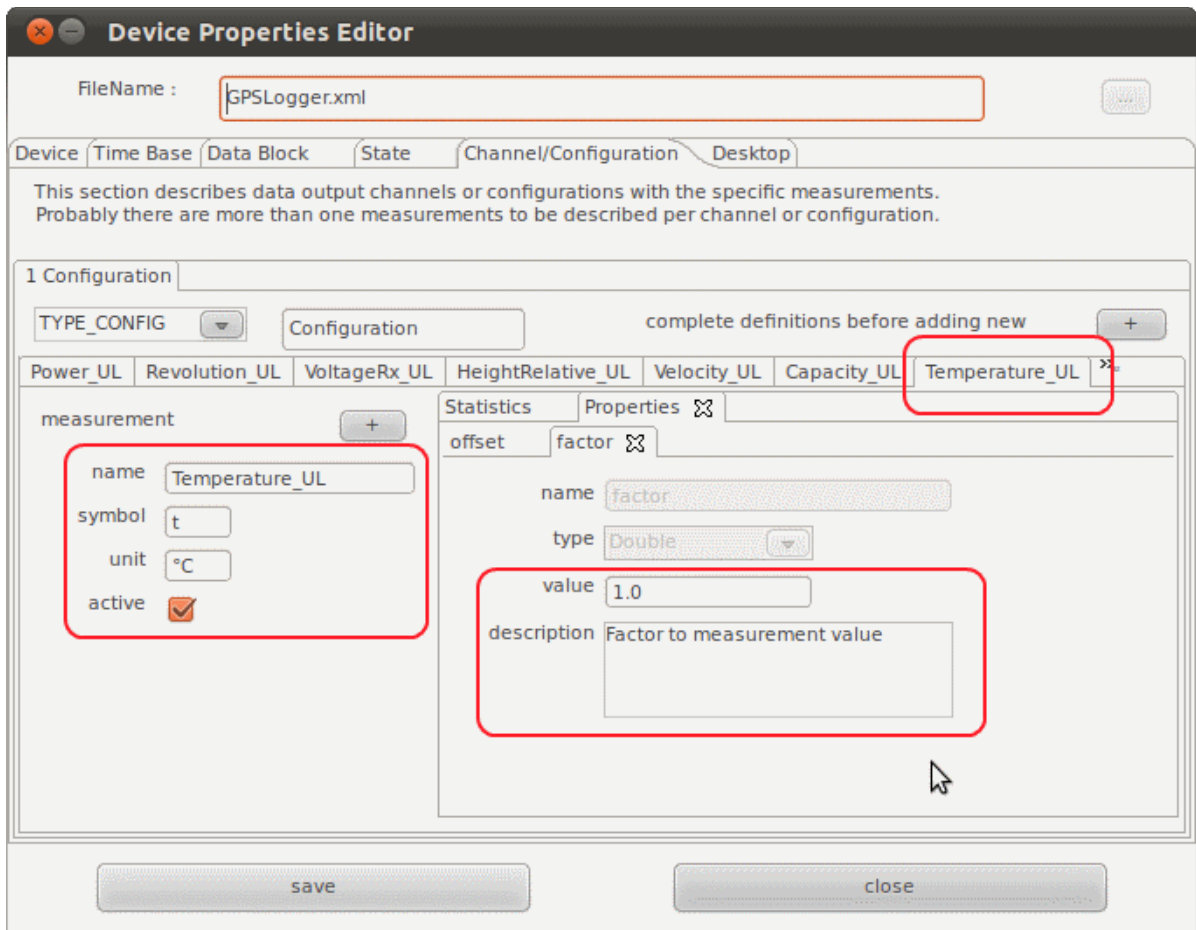 Device Properties Editor
FileName :
GPSLogger.xml
...
Device Time Base Data Block State Channel/Configuration Desktop
This section describes data output channels or configurations with the specific measurements.
Probably there are more than one measurements to be described per channel or configuration.
1 Configuration
TYPE_CONFIG Configuration complete definitions before adding new +
Power_UL Revolution_UL VoltageRx_UL HeightRelative_UL Velocity_UL Capacity_UL Temperature_UL »
measurement +
name Temperature_UL
symbol t
unit °C
active
Statistics Properties
offset factor
name factor
type Double
value 1.0
description Factor to measurement value
save close